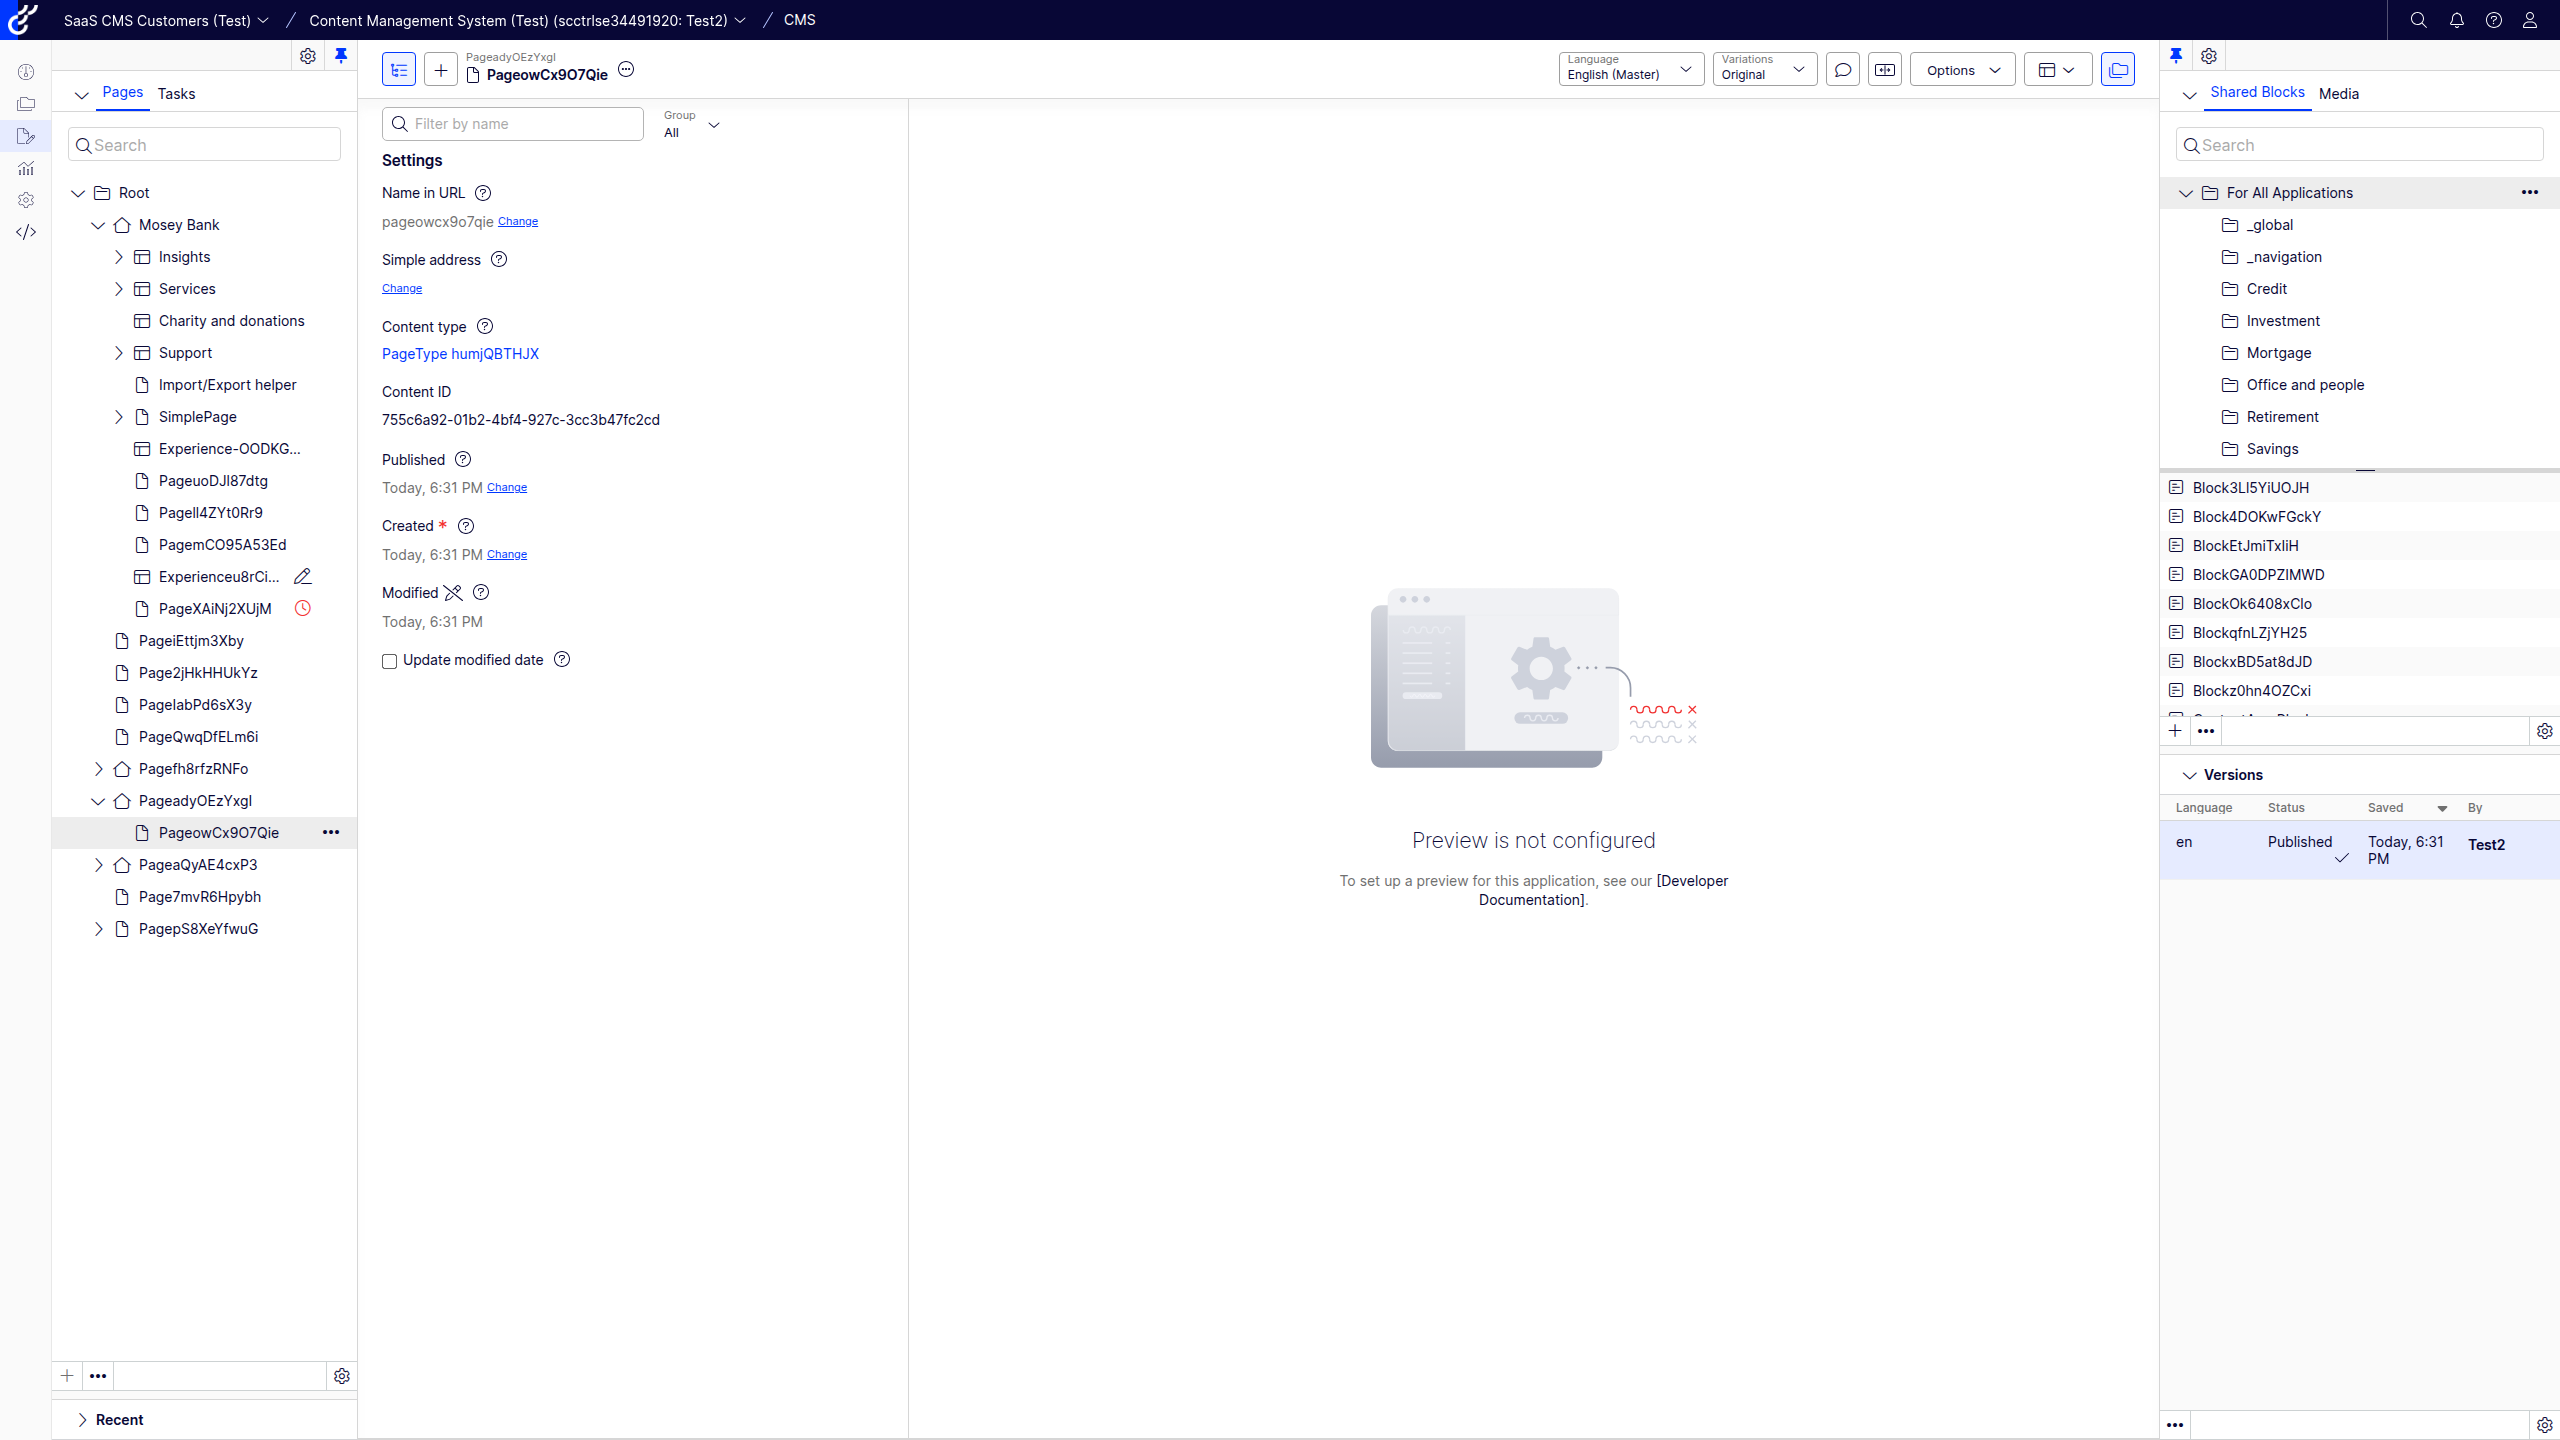 SaaS CMS Customers (Test)
Content Management System (Test) (scctrlse34491920: Test2)
CMS
Pages
Tasks
Search
Root
Mosey Bank
Insights
Services
Charity and donations
Support
Import/Export helper
SimplePage
Experience-OODKG...
PageuoDJl87dtg
Pagell4ZYt0Rr9
PagemCO95A53Ed
Experienceu8rCi...
PageXAiNj2XUjM
PageiEttjm3Xby
Page2jHkHHUkYz
PagelabPd6sX3y
PageQwqDfELm6i
Pagefh8rfzRNFo
PageadyOEzYxgl
PageowCx9O7Qie
PageaQyAE4cxP3
Page7mvR6Hpybh
PagepS8XeYfwuG
Recent
PageadyOEzYxgl
PageowCx9O7Qie
Language
English (Master)
Variations
Original
Options
Filter by name
Group
All
Settings
Name in URL
pageowcx9o7qie Change
Simple address
Change
Content type
PageType humjQBTHJX
Content ID
755c6a92-01b2-4bf4-927c-3cc3b47fc2cd
Published
Today, 6:31 PM Change
Created *
Today, 6:31 PM Change
Modified
Today, 6:31 PM
Update modified date
Preview is not configured
To set up a preview for this application, see our [Developer
Documentation].
Shared Blocks
Media
Search
For All Applications
_global
_navigation
Credit
Investment
Mortgage
Office and people
Retirement
Savings
Block3LI5YiUOJH
Block4DOKwFGckY
BlockEtJmiTxIiH
BlockGA0DPZIMWD
BlockOk6408xClo
BlockqfnLZjYH25
BlockxBD5at8dJD
Blockz0hn4OZCxi
Versions
Language Status Saved By
en Published Today, 6:31 PM Test2